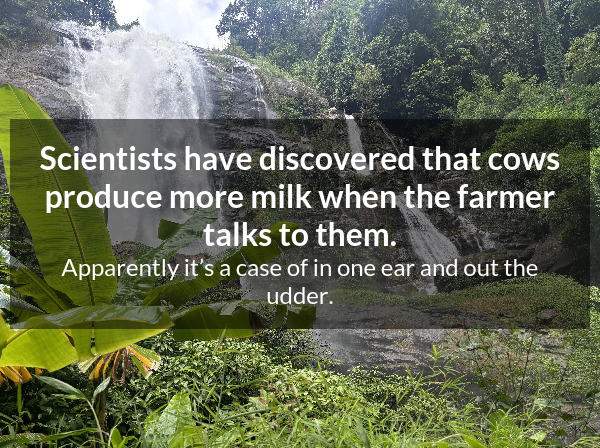 Scientists have discovered that cows
produce more milk when the farmer
talks to them.
Apparently it's a case of in one ear and out the
udder.